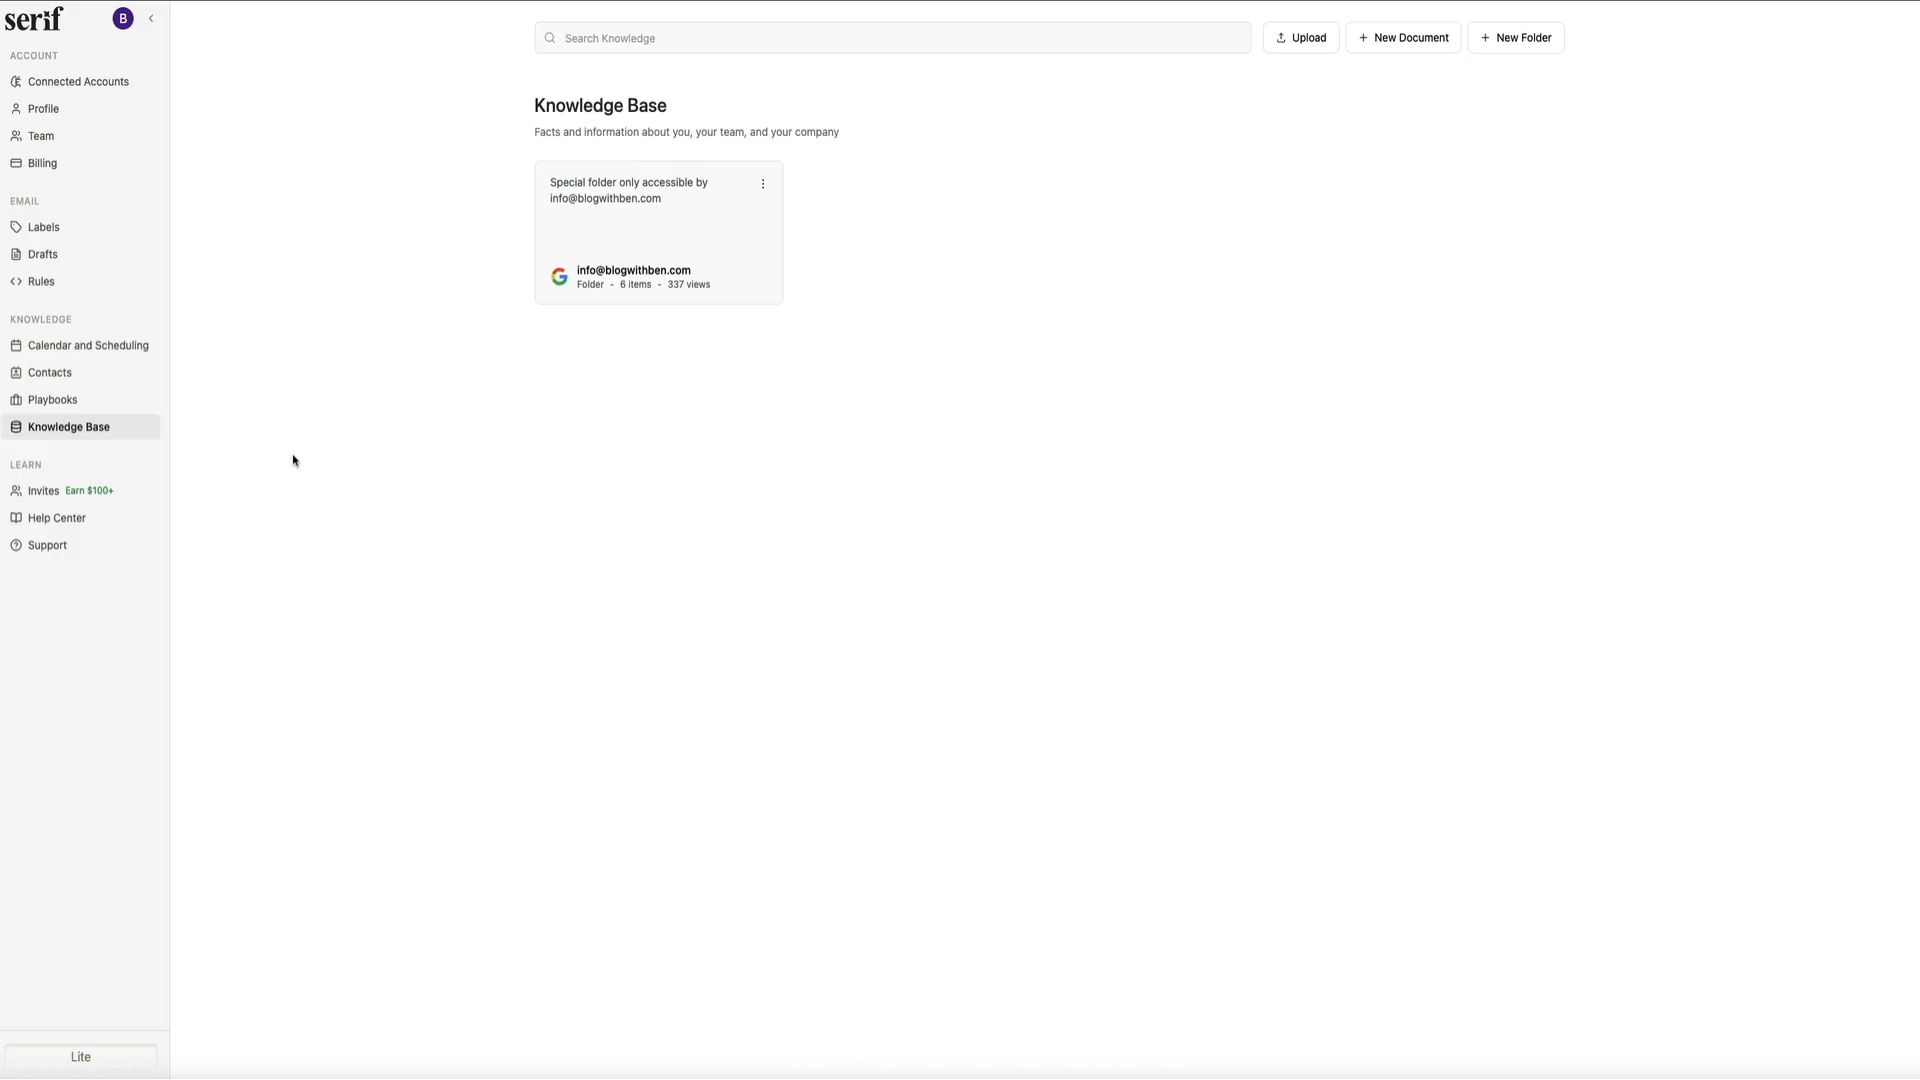 serif
B
ACCOUNT
Connected Accounts
Profile
Team
Billing
EMAIL
Labels
Drafts
Rules
KNOWLEDGE
Calendar and Scheduling
Contacts
Playbooks
Knowledge Base
LEARN
Invites Earn $100+
Help Center
Support
Lite
Search Knowledge
Upload
+ New Document
+ New Folder
Knowledge Base
Facts and information about you, your team, and your company
Special folder only accessible by
info@blogwithben.com
info@blogwithben.com
Folder - 6 items - 337 views